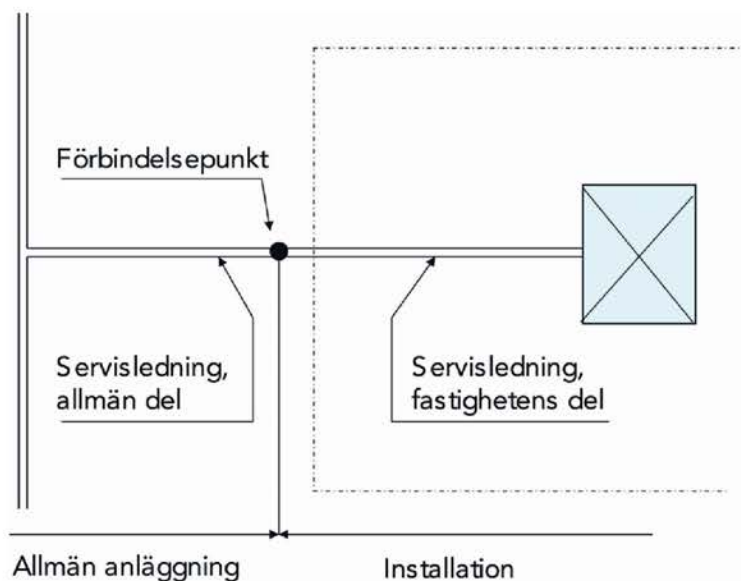 Förbindelsepunkt
Servisledning,
allmän del
Servisledning,
fastighetens del
Allmän anläggning
Installation